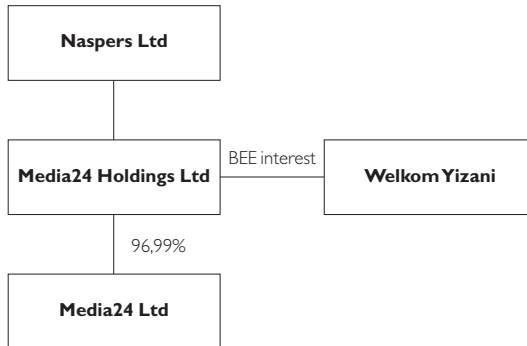 Naspers Ltd
BEE interest
Media24 Holdings Ltd
Welkom Yizani
96,99%
Media24 Ltd